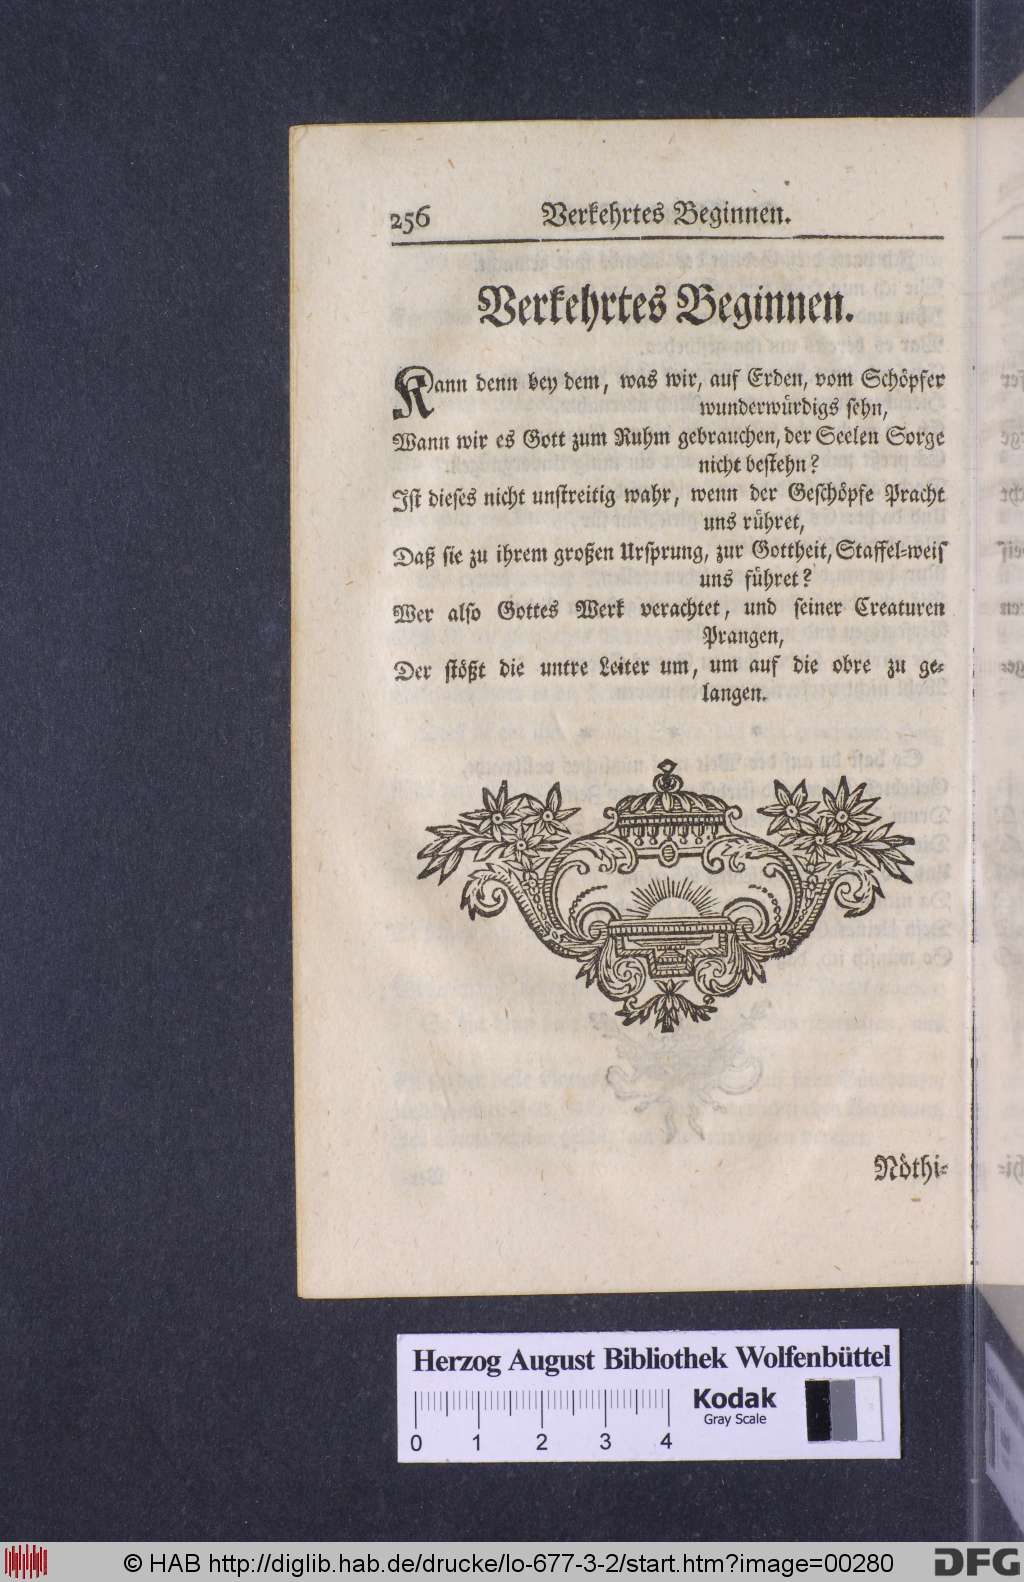 256 Verkehrtes Beginnen.
Verkehrtes Beginnen.
Kann denn bey dem, was wir, auf Erden, vom Schöpfer
wunderwürdigs sehn,
Wann wir es Gott zum Ruhm gebrauchen, der Seelen Sorge
nicht bestehn?
Ist dieses nicht unstreitig wahr, wenn der Geschöpfe Pracht
uns rühret,
Daß sie zu ihrem großen Ursprung, zur Gottheit, Staffel-weis
uns führet?
Wer also Gottes Werk verachtet, und seiner Creaturen
Prangen,
Der stößt die untre Leiter um, um auf die obre zu ge-
langen.
Nöthi-
Herzog August Bibliothek Wolfenbüttel
Kodak
Gray Scale
0 1 2 3 4
© HAB http://diglib.hab.de/drucke/lo-677-3-2/start.htm?image=00280
DFG